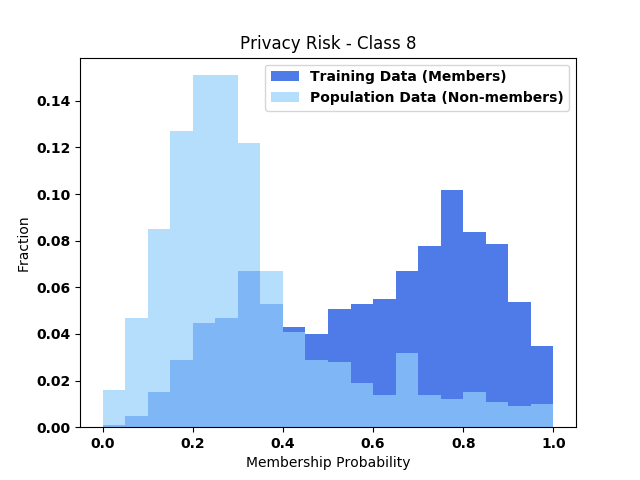 Privacy Risk - Class 8
Training Data (Members)
Population Data (Non-members)
Fraction
0.14
0.12
0.10
0.08
0.06
0.04
0.02
0.00
0.0 0.2 0.4 0.6 0.8 1.0
Membership Probability